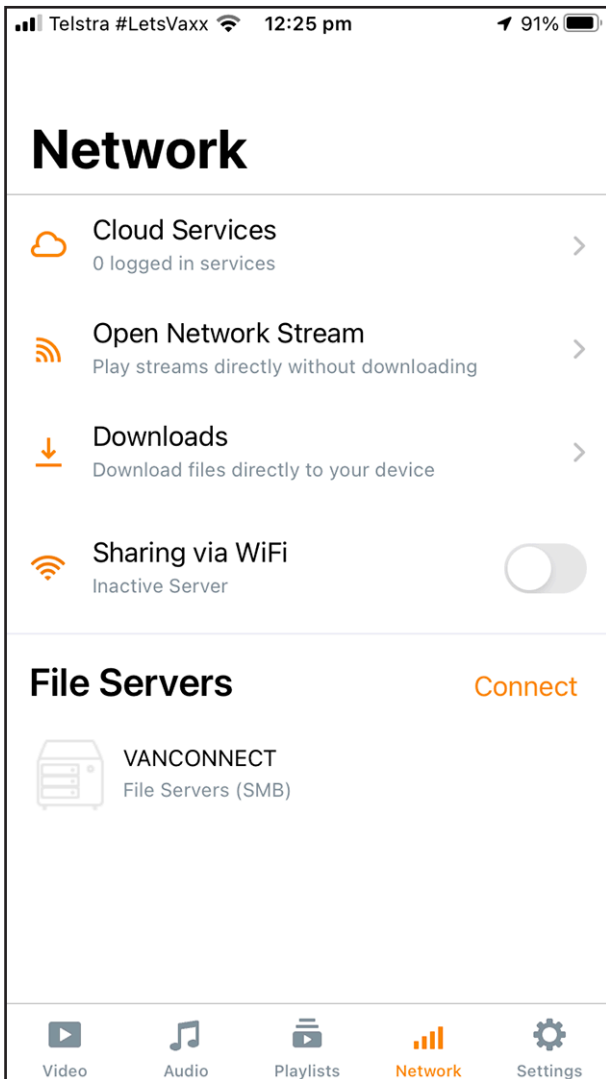 Telstra #LetsVaxx 12:25 pm 91%
Network
Cloud Services
0 logged in services
Open Network Stream
Play streams directly without downloading
Downloads
Download files directly to your device
Sharing via WiFi
Inactive Server
File Servers Connect
VANCONNECT
File Servers (SMB)
Video Audio Playlists Network Settings